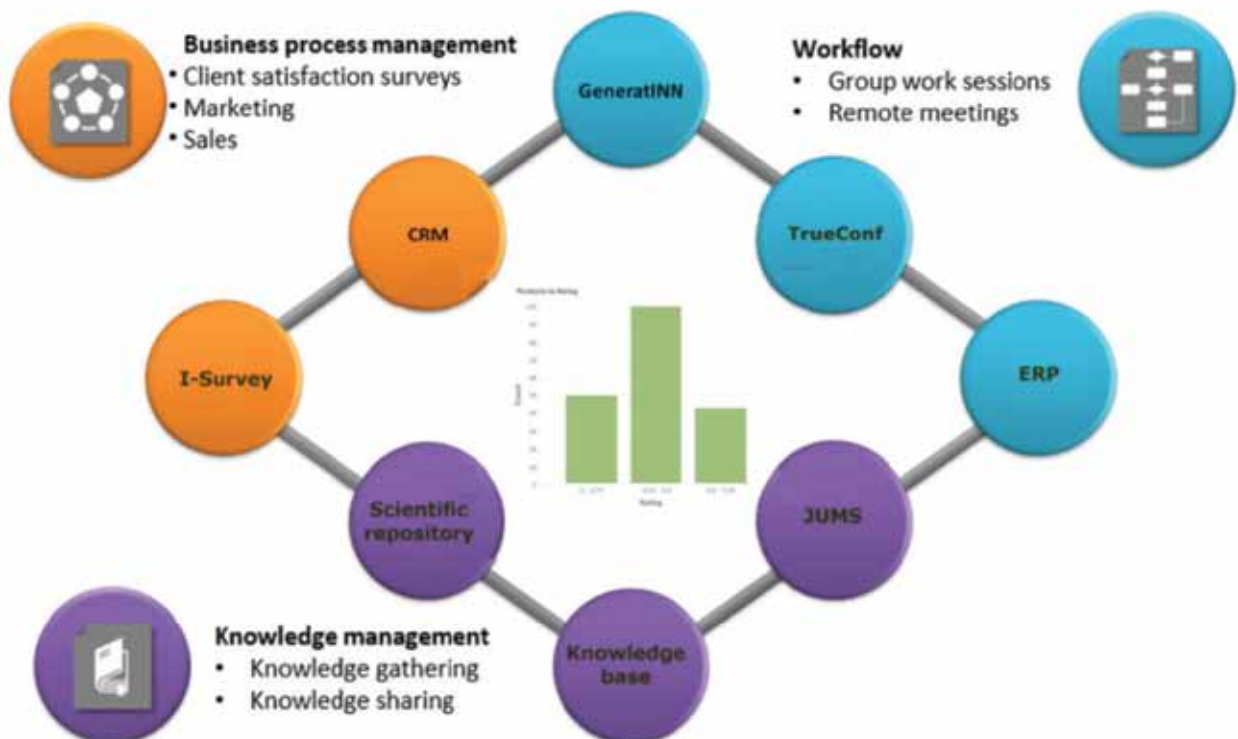 Business process management
• Client satisfaction surveys
• Marketing
• Sales
GeneratINN
Workflow
• Group work sessions
• Remote meetings
CRM
TrueConf
I-Survey
ERP
Rating
Scientific
repository
JUMS
Knowledge
base
Knowledge management
• Knowledge gathering
• Knowledge sharing